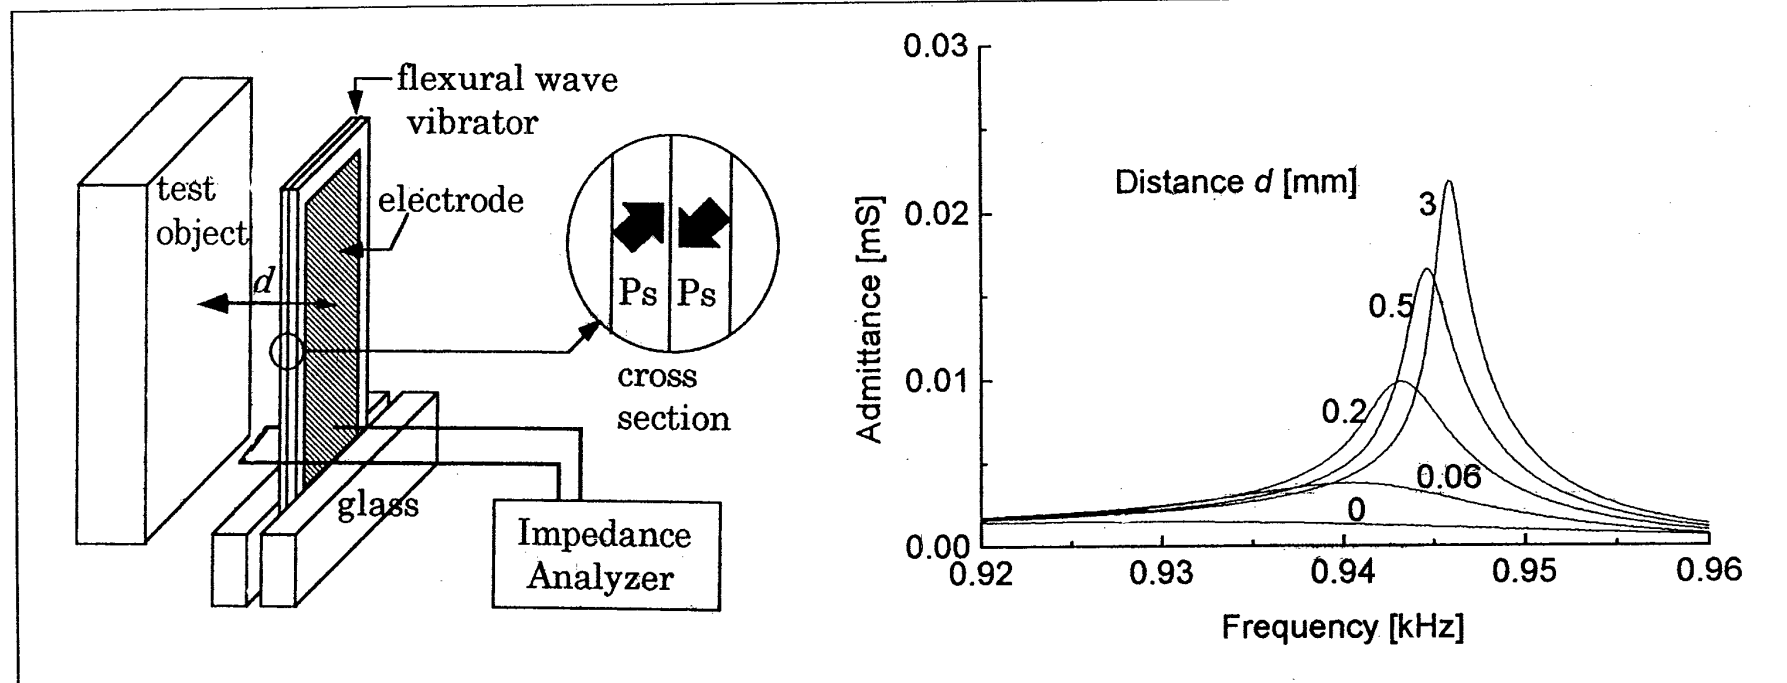 flexural wave
vibrator
test
object
electrode
d
Ps Ps
cross
section
glass
Impedance
Analyzer
0.03
0.02
0.01
0.00
Admittance [mS]
Distance d [mm]
3
0.5
0.2
0.06
0
0.92 0.93 0.94 0.95 0.96
Frequency [kHz]